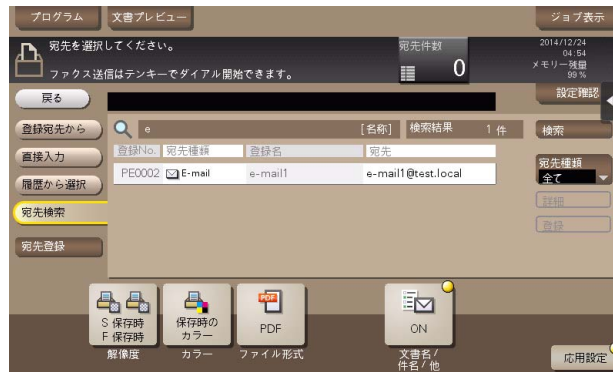 プログラム
文書プレビュー
ジョブ表示
宛先を選択してください。
ファクス送信はテンキーでダイアル開始できます。
宛先件数
0
2014/12/24
04:54
メモリー残量
99 %
戻る
設定確認
登録宛先から
直接入力
履歴から選択
宛先検索
宛先登録
e
[名称]
検索結果
1 件
登録No.
宛先種類
登録名
宛先
PE0002
E-mail
e-mail1
e-mail1@test.local
検索
宛先種類
全て
詳細
登録
S 保存時
F 保存時
解像度
保存時の
カラー
カラー
PDF
PDF
ファイル形式
ON
文書名/
件名/他
応用設定